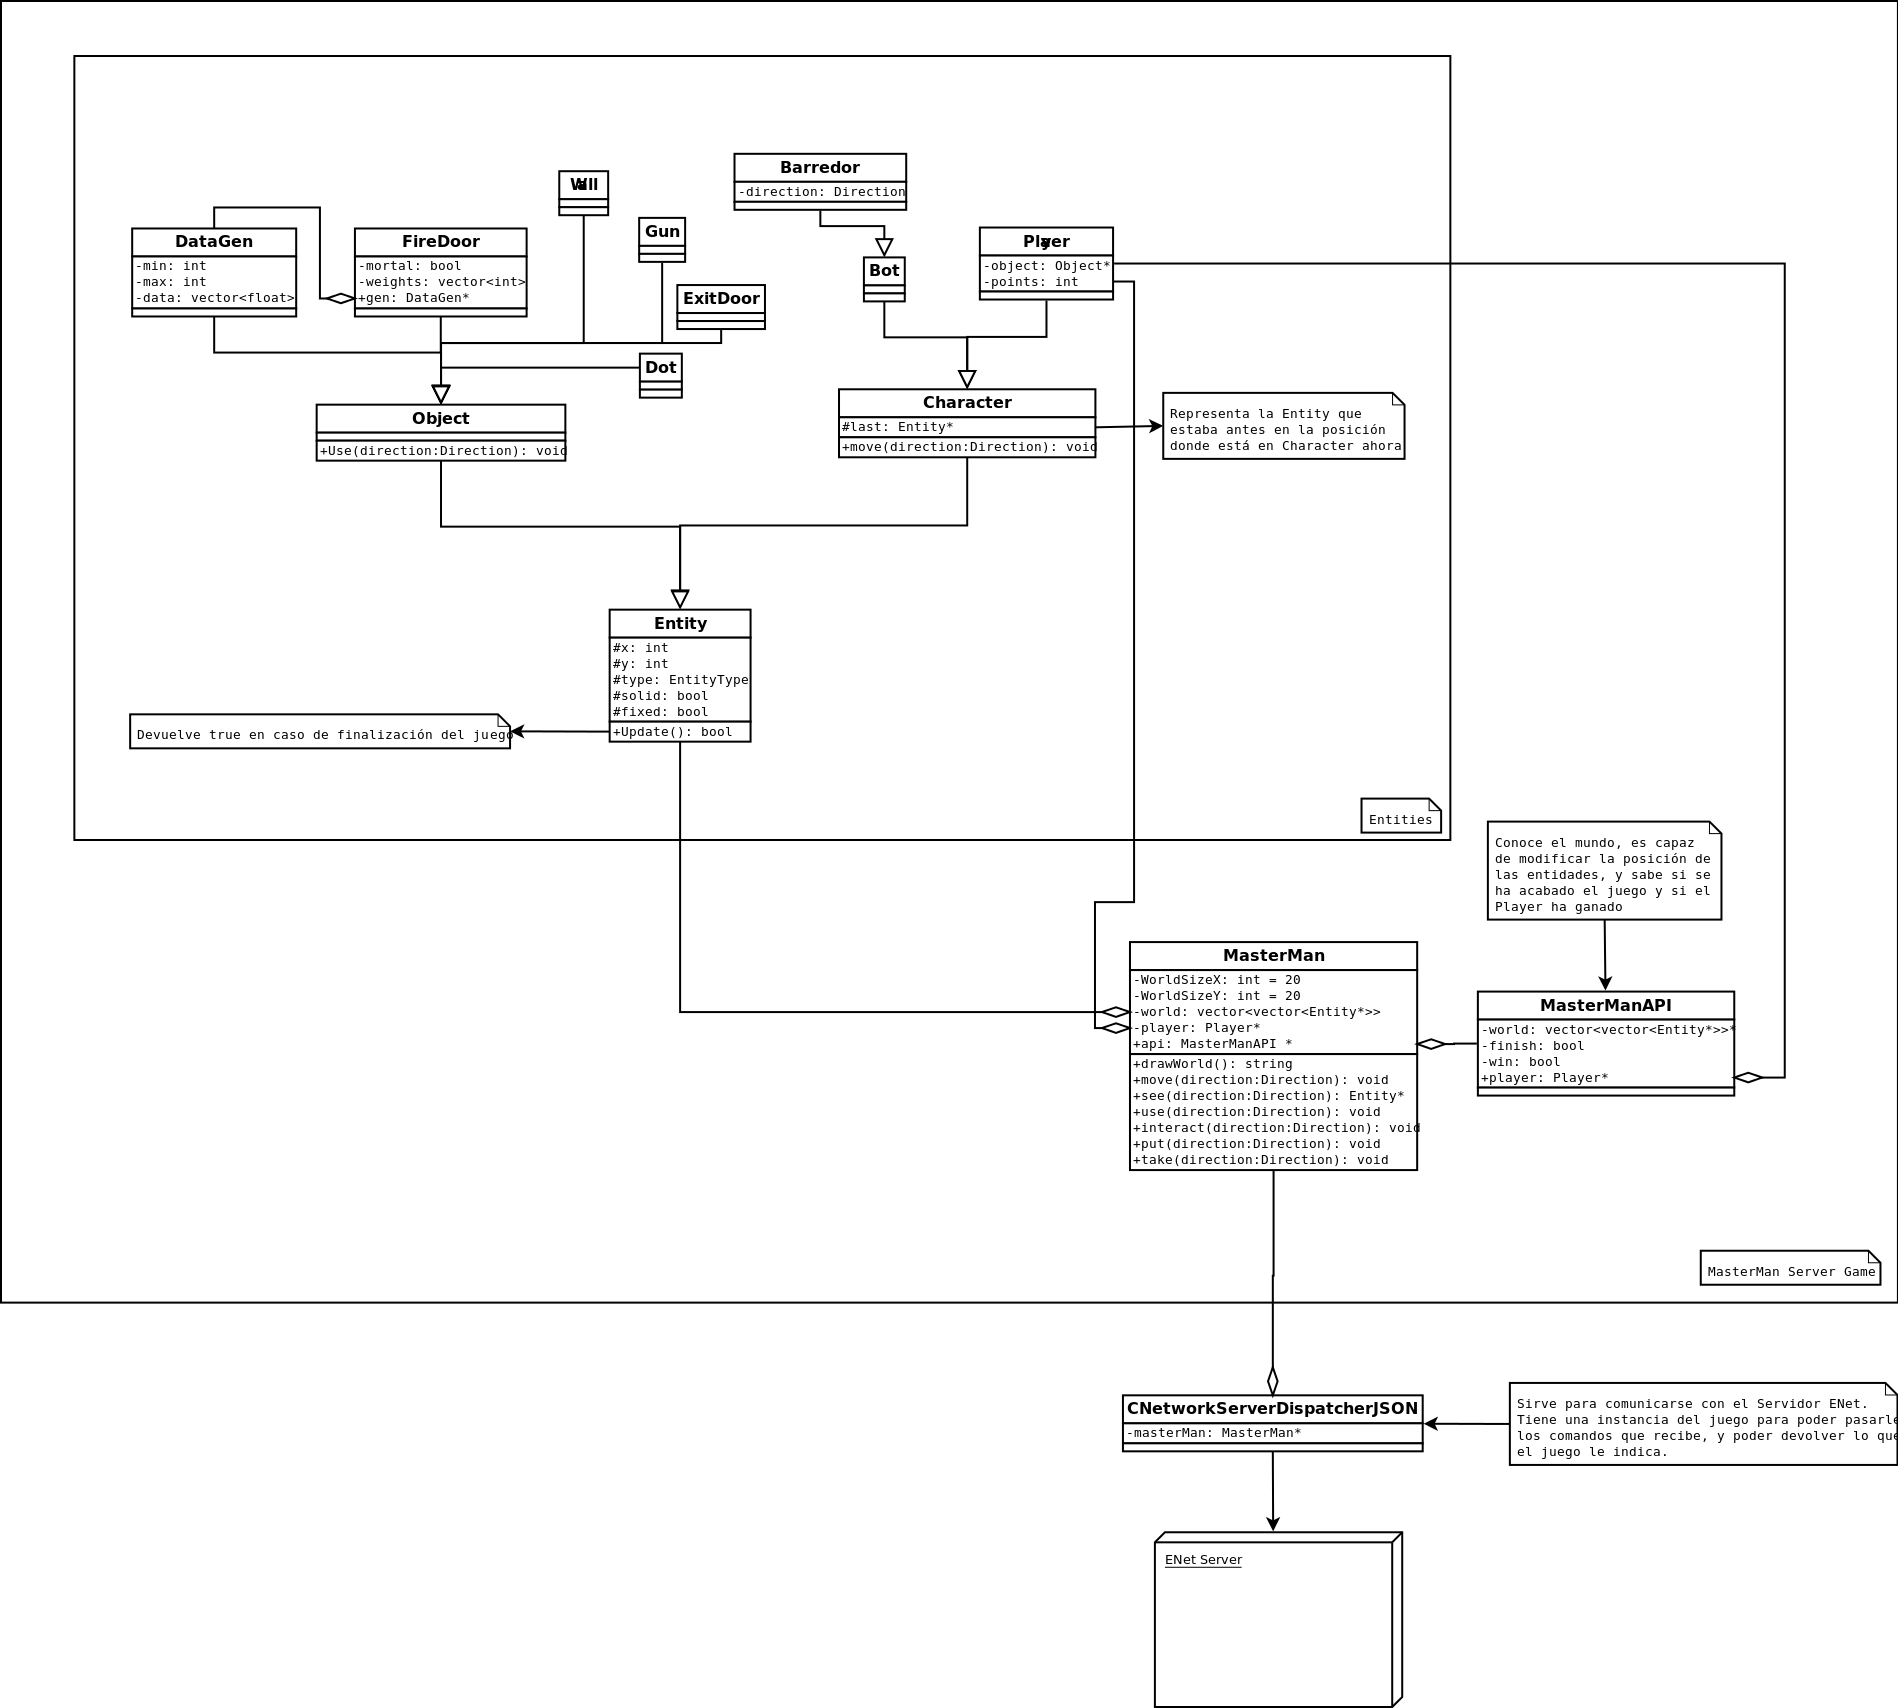 Barredor
-direction: Direction
Wall
Gun
DataGen
-min: int
-max: int
-data: vector<float>
FireDoor
-mortal: bool
-weights: vector<int>
+gen: DataGen*
ExitDoor
Bot
Player
-object: Object*
-points: int
Dot
Object
+Use(direction:Direction): void
Character
#last: Entity*
+move(direction:Direction): void
Representa la Entity que
estaba antes en la posición
donde está en Character ahora
Entity
#x: int
#y: int
#type: EntityType
#solid: bool
#fixed: bool
+Update(): bool
Devuelve true en caso de finalización del juego
Entities
Conoce el mundo, es capaz
de modificar la posición de
las entidades, y sabe si se
ha acabado el juego y si el
Player ha ganado
MasterMan
-WorldSizeX: int = 20
-WorldSizeY: int = 20
-world: vector<vector<Entity*>>
-player: Player*
+api: MasterManAPI *
+drawWorld(): string
+move(direction:Direction): void
+see(direction:Direction): Entity*
+use(direction:Direction): void
+interact(direction:Direction): void
+put(direction:Direction): void
+take(direction:Direction): void
MasterManAPI
-world: vector<vector<Entity*>>*
-finish: bool
-win: bool
+player: Player*
MasterMan Server Game
CNetworkServerDispatcherJSON
-masterMan: MasterMan*
Sirve para comunicarse con el Servidor ENet.
Tiene una instancia del juego para poder pasarle
los comandos que recibe, y poder devolver lo que
el juego le indica.
ENet Server